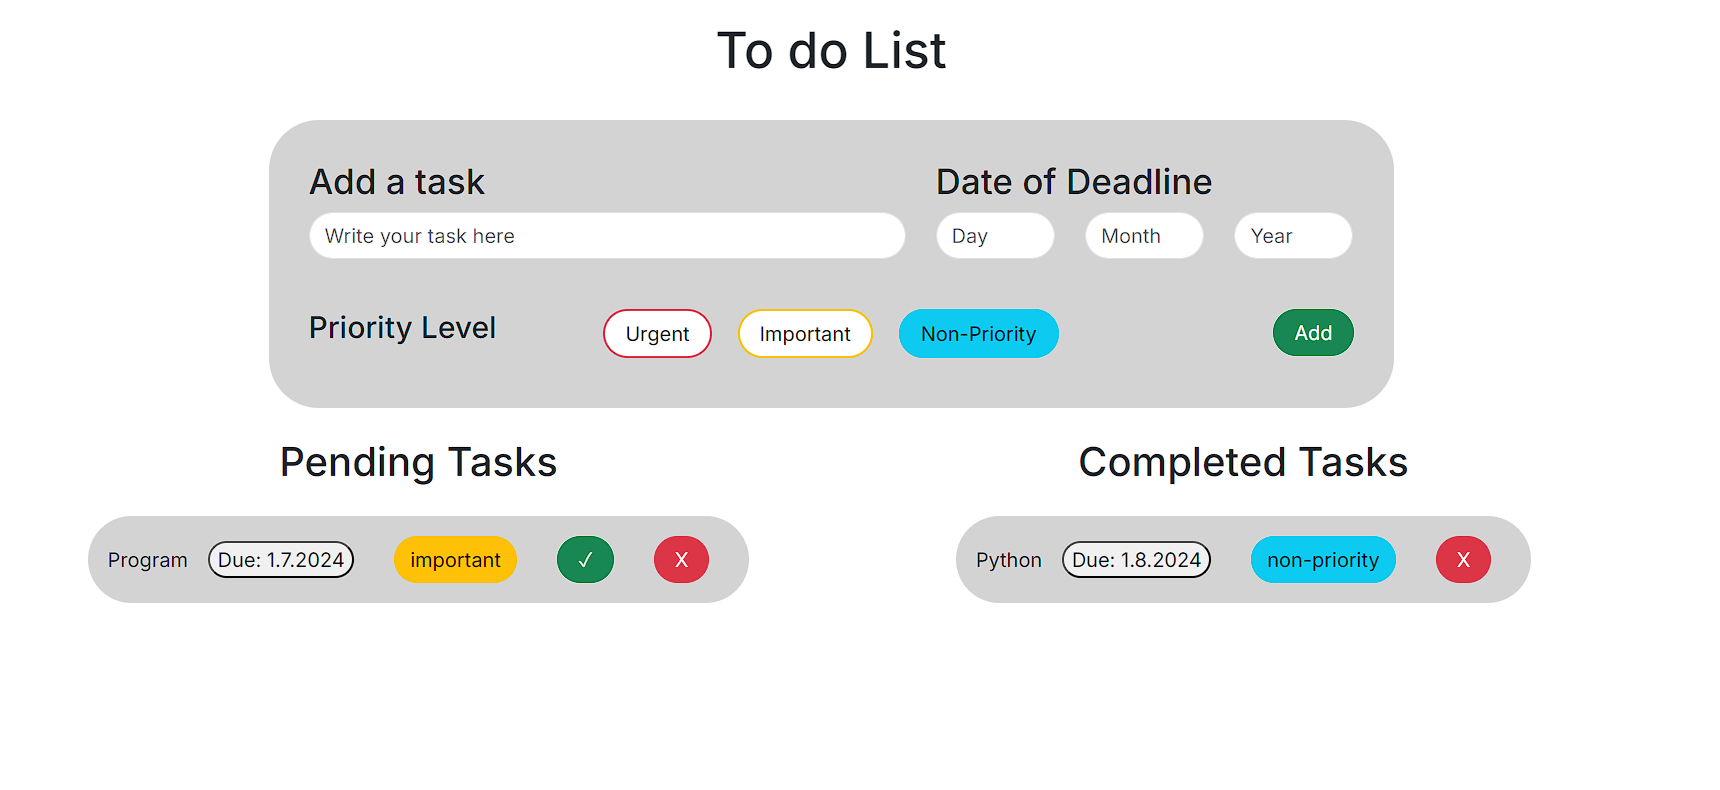 To do List
Add a task
Date of Deadline
Write your task here
Day
Month
Year
Priority Level
Urgent
Important
Non-Priority
Add
Pending Tasks
Completed Tasks
Program Due: 1.7.2024 important ✓ X
Python Due: 1.8.2024 non-priority X